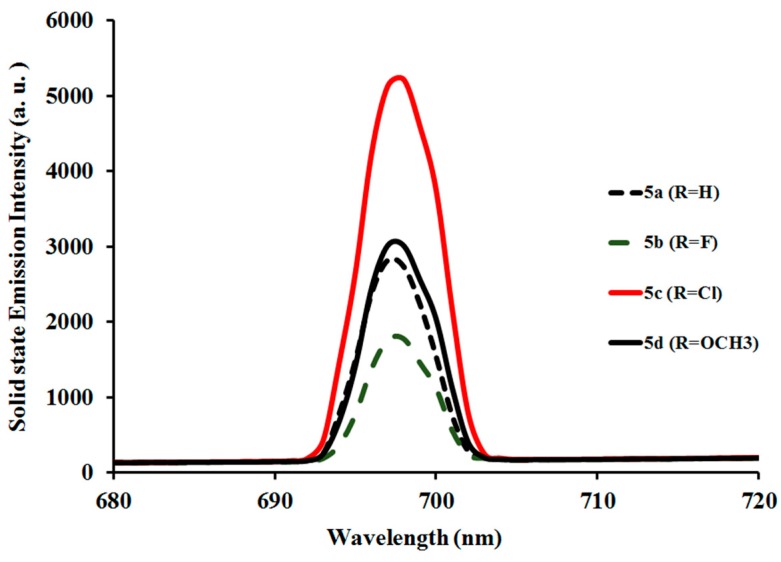 Solid state Emission Intensity (a. u. )
6000
5000
4000
3000
2000
1000
0
680
690
700
710
720
Wavelength (nm)
5a (R=H)
5b (R=F)
5c (R=Cl)
5d (R=OCH3)